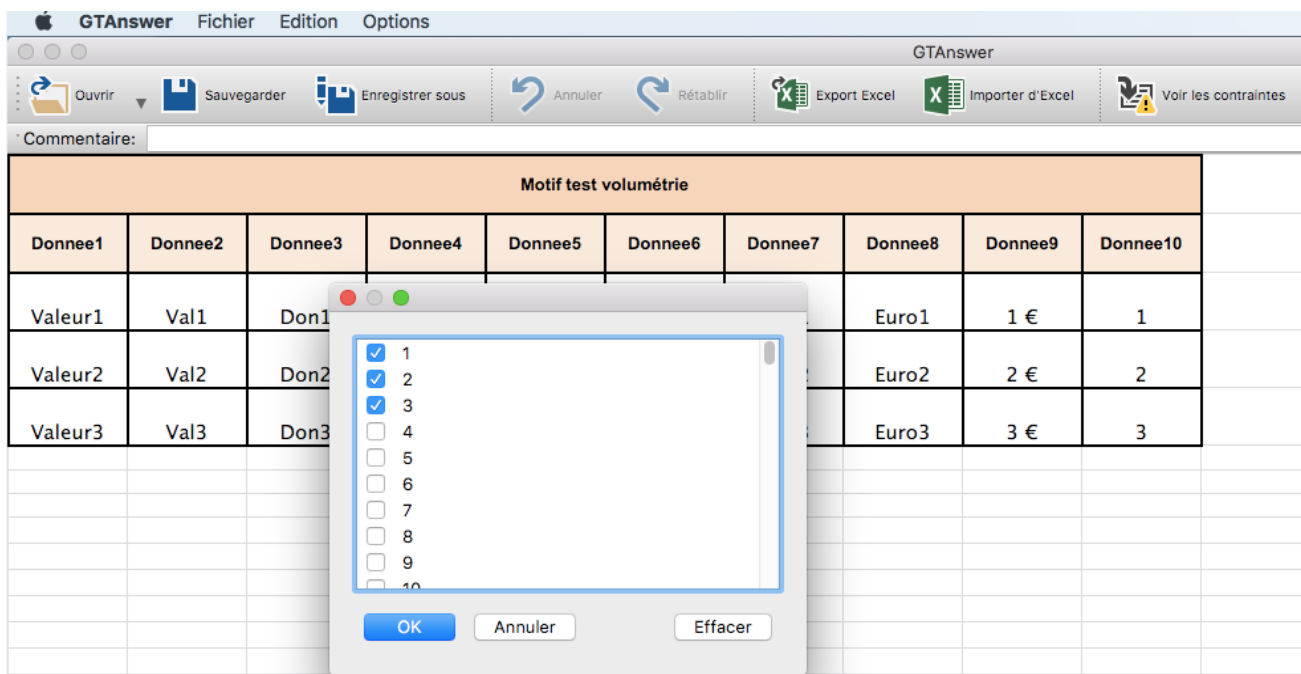 GTAnswer Fichier Edition Options
GTAnswer
Ouvrir Sauvegarder Enregistrer sous Annuler Rétablir Export Excel Importer d'Excel Voir les contraintes
Commentaire:
Motif test volumétrie
Donnee1 Donnee2 Donnee3 Donnee4 Donnee5 Donnee6 Donnee7 Donnee8 Donnee9 Donnee10
Valeur1 Val1 Don1 Euro1 1 € 1
Valeur2 Val2 Don2 Euro2 2 € 2
Valeur3 Val3 Don3 Euro3 3 € 3
1
2
3
4
5
6
7
8
9
10
OK Annuler Effacer